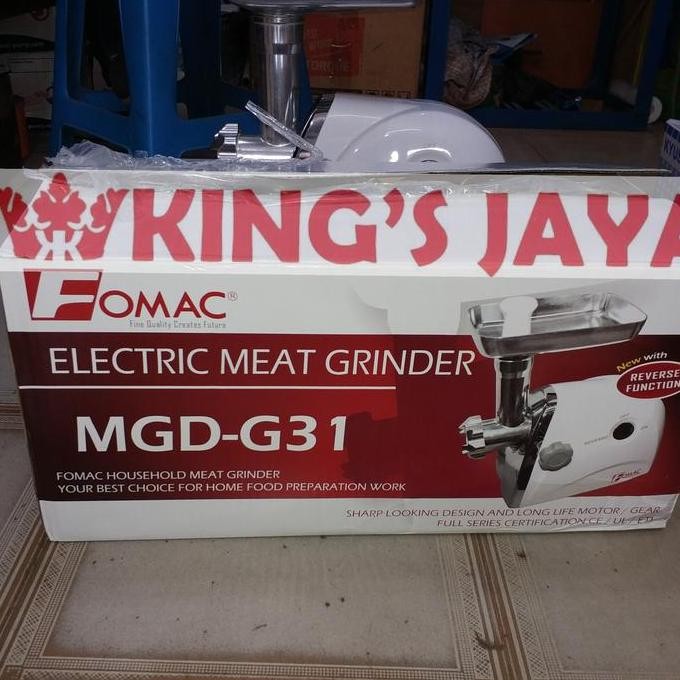 KING'S JAYA
FOMAC®
Fine Quality Creates Future
ELECTRIC MEAT GRINDER
MGD-G31
New with
REVERSE
FUNCTION
FOMAC
FOMAC HOUSEHOLD MEAT GRINDER
YOUR BEST CHOICE FOR HOME FOOD PREPARATION WORK
SHARP LOOKING DESIGN AND LONG LIFE MOTOR / GEAR
FULL SERIES CERTIFICATION CE / UL / ETL